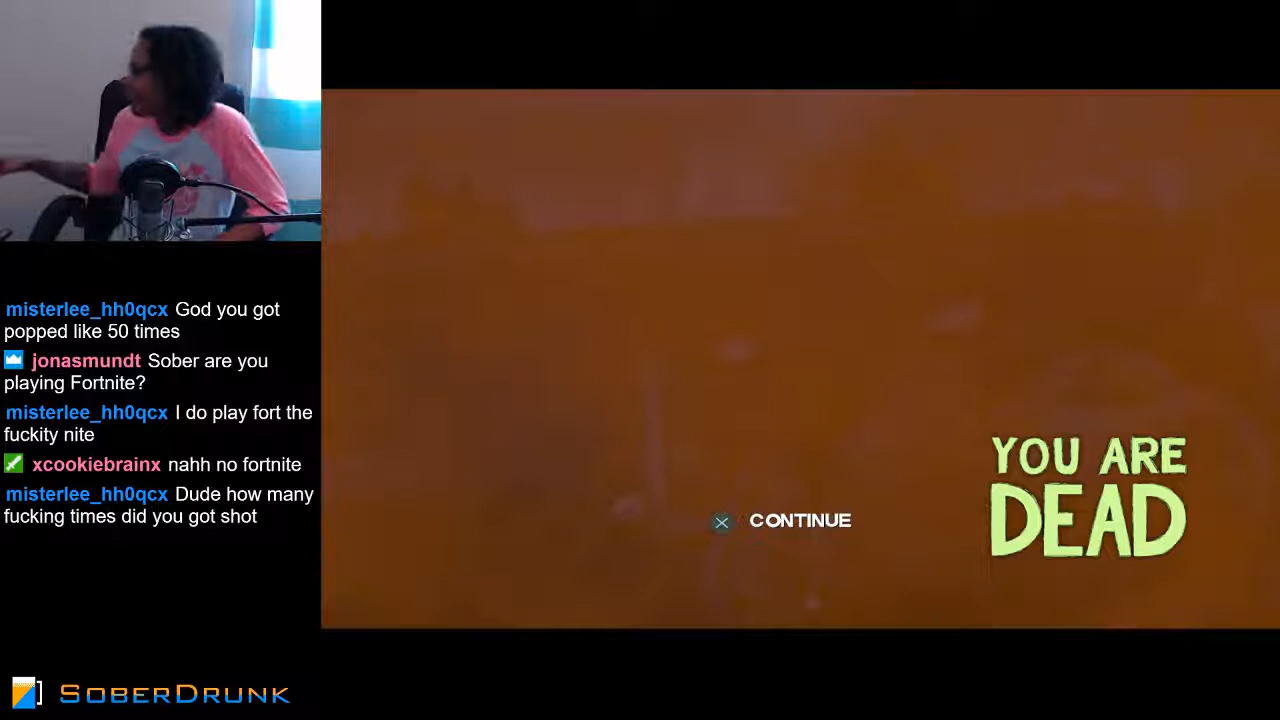 misterlee_hh0qcx God you got
popped like 50 times
jonasmundt Sober are you
playing Fortnite?
misterlee_hh0qcx I do play fort the
fuckity nite
xcookiebrainx nahh no fortnite
misterlee_hh0qcx Dude how many
fucking times did you got shot
YOU ARE
DEAD
CONTINUE
SOBERDRUNK